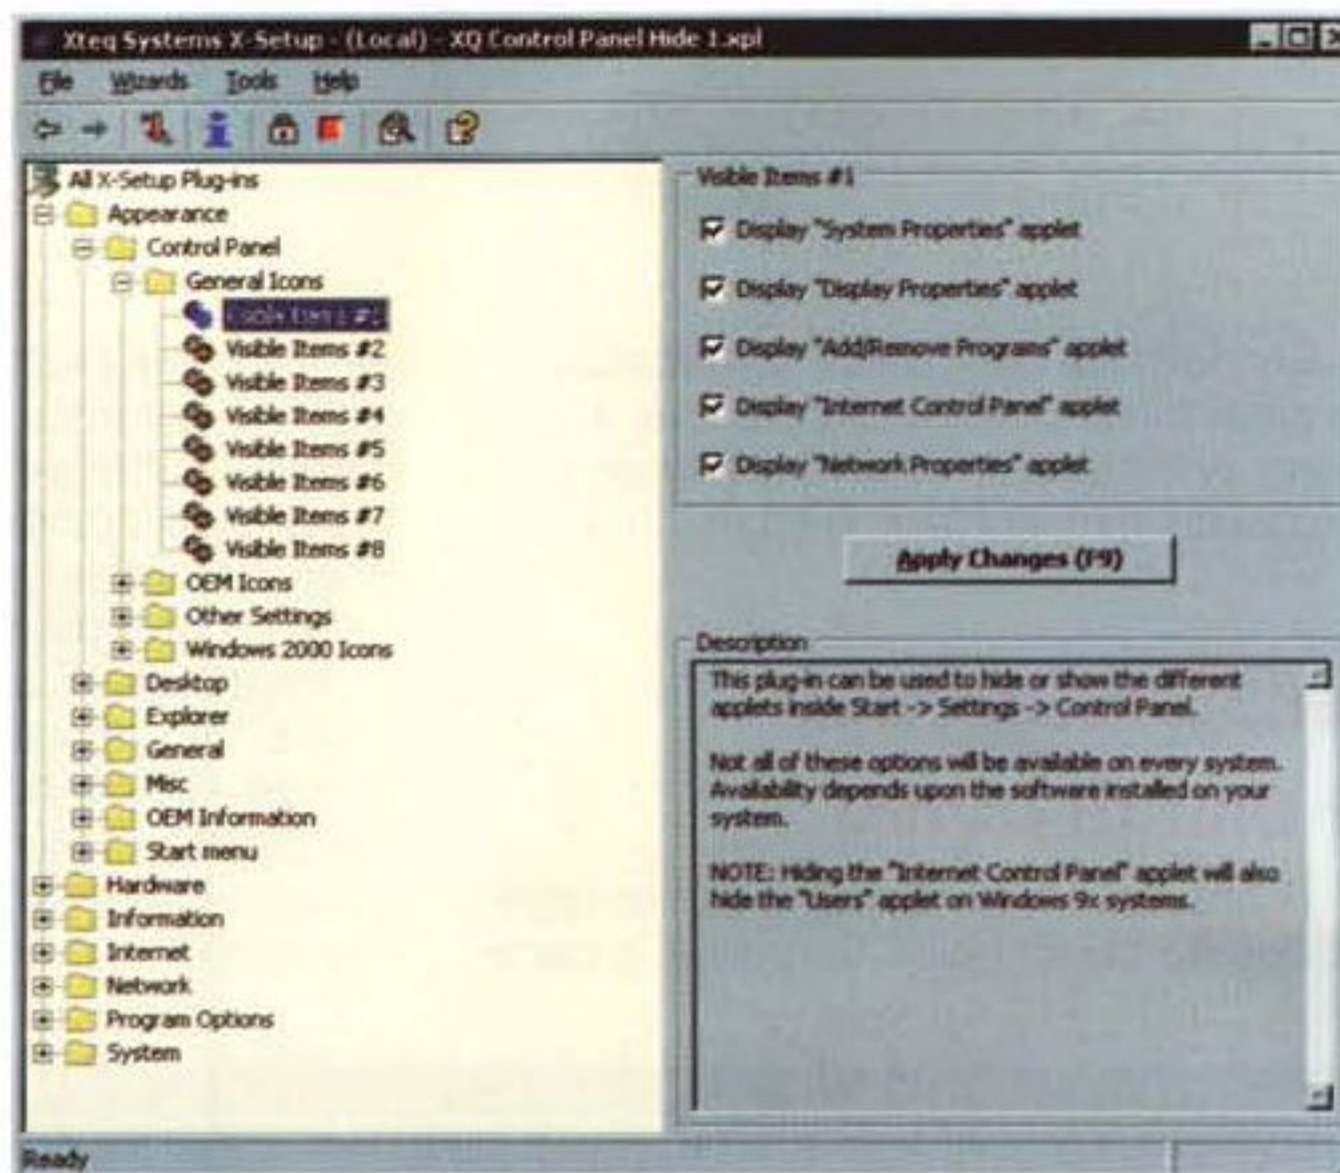 Xteq Systems X-Setup - (Local) - XQ Control Panel Hide 1.xpl
File Wizards Tools Help
All X-Setup Plug-ins
Appearance
Control Panel
General Icons
Visible Items #1
Visible Items #2
Visible Items #3
Visible Items #4
Visible Items #5
Visible Items #6
Visible Items #7
Visible Items #8
OEM Icons
Other Settings
Windows 2000 Icons
Desktop
Explorer
General
Misc
OEM Information
Start menu
Hardware
Information
Internet
Network
Program Options
System
Visible Items #1
Display "System Properties" applet
Display "Display Properties" applet
Display "Add/Remove Programs" applet
Display "Internet Control Panel" applet
Display "Network Properties" applet
Apply Changes (F9)
Description
This plug-in can be used to hide or show the different
applets inside Start -> Settings -> Control Panel.
Not all of these options will be available on every system.
Availability depends upon the software installed on your
system.
NOTE: Hiding the "Internet Control Panel" applet will also
hide the "Users" applet on Windows 9x systems.
Ready